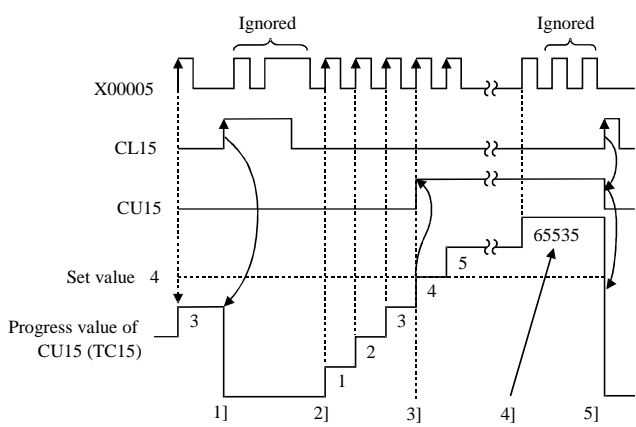 Ignored
Ignored
X00005
CL15
CU15
65535
5
Set value 4
4
3
3
Progress value of
CU15 (TC15)
2
1
1]
2]
3]
4]
5]